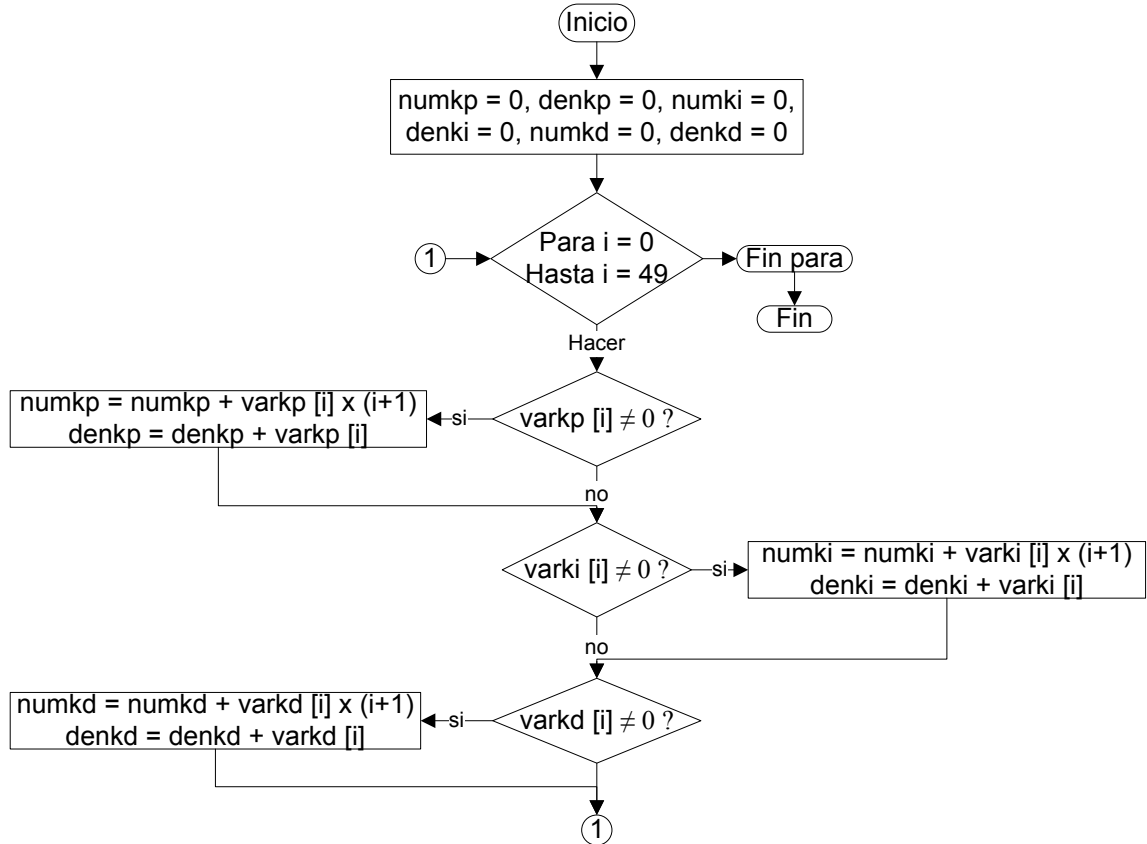 Inicio
numkp = 0, denkp = 0, numki = 0,
denki = 0, numkd = 0, denkd = 0
Para i = 0
Hasta i = 49
1
Fin para
Fin
Hacer
varkp [i] ≠ 0 ?
si
numkp = numkp + varkp [i] x (i+1)
denkp = denkp + varkp [i]
no
varki [i] ≠ 0 ?
si
numki = numki + varki [i] x (i+1)
denki = denki + varki [i]
no
varkd [i] ≠ 0 ?
si
numkd = numkd + varkd [i] x (i+1)
denkd = denkd + varkd [i]
1